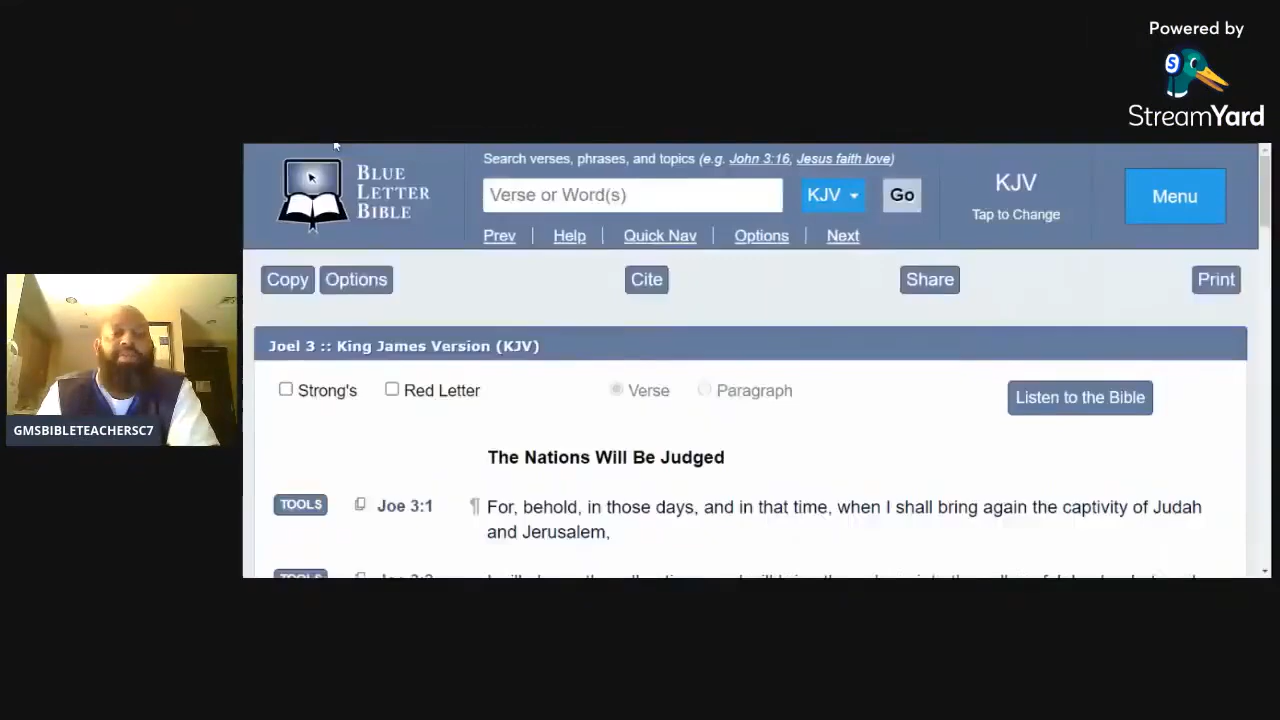 Powered by
StreamYard
BLUE
LETTER
BIBLE
Search verses, phrases, and topics (e.g. John 3:16, Jesus faith love)
Verse or Word(s)
KJV
Go
KJV
Tap to Change
Menu
Prev | Help | Quick Nav | Options | Next
Copy Options Cite Share Print
Joel 3 :: King James Version (KJV)
Strong's Red Letter Verse Paragraph Listen to the Bible
GMSBIBLETEACHERSC7
The Nations Will Be Judged
TOOLS Joe 3:1 ¶ For, behold, in those days, and in that time, when I shall bring again the captivity of Judah
and Jerusalem,